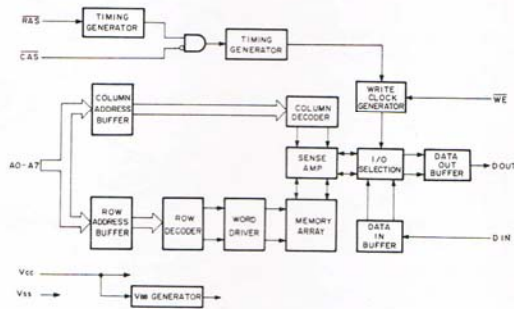 RAS
TIMING
GENERATOR
CAS
TIMING
GENERATOR
WRITE
CLOCK
GENERATOR
WE
COLUMN
ADDRESS
BUFFER
COLUMN
DECODER
A0-A7
SENSE
AMP
I/O
SELECTION
DATA
OUT
BUFFER
DOUT
ROW
ADDRESS
BUFFER
ROW
DECODER
WORD
DRIVER
MEMORY
ARRAY
DATA
IN
BUFFER
DIN
Vcc
Vss
VBB GENERATOR